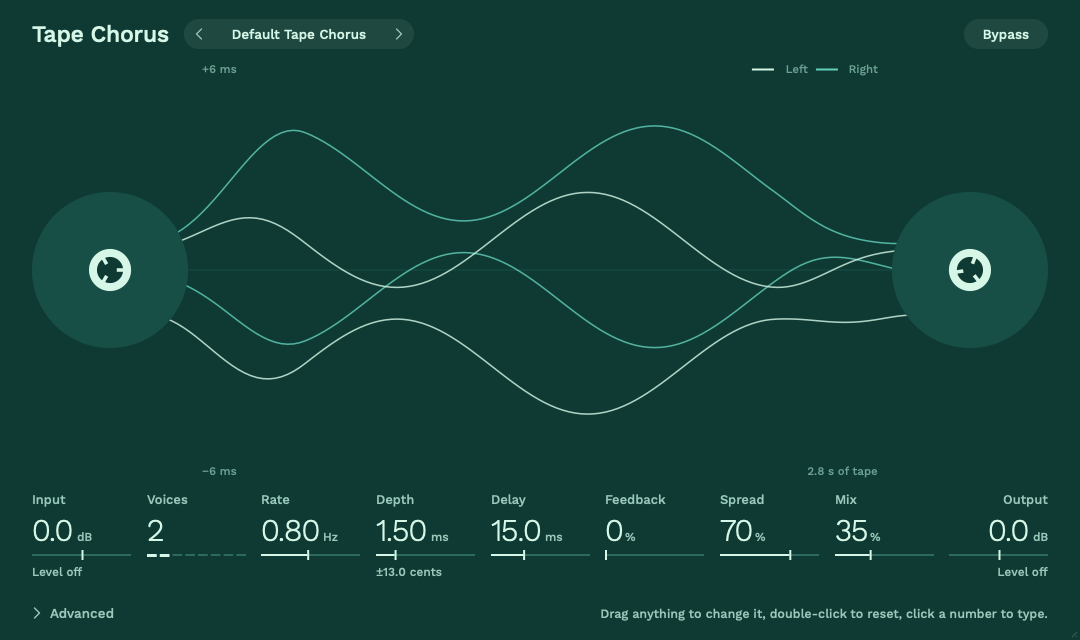 Tape Chorus
Default Tape Chorus
Bypass
+6 ms
Left
Right
−6 ms
2.8 s of tape
Input
Voices
Rate
Depth
Delay
Feedback
Spread
Mix
Output
0.0 dB
2
0.80 Hz
1.50 ms
15.0 ms
0%
70%
35%
0.0 dB
Level off
±13.0 cents
Level off
Advanced
Drag anything to change it, double-click to reset, click a number to type.